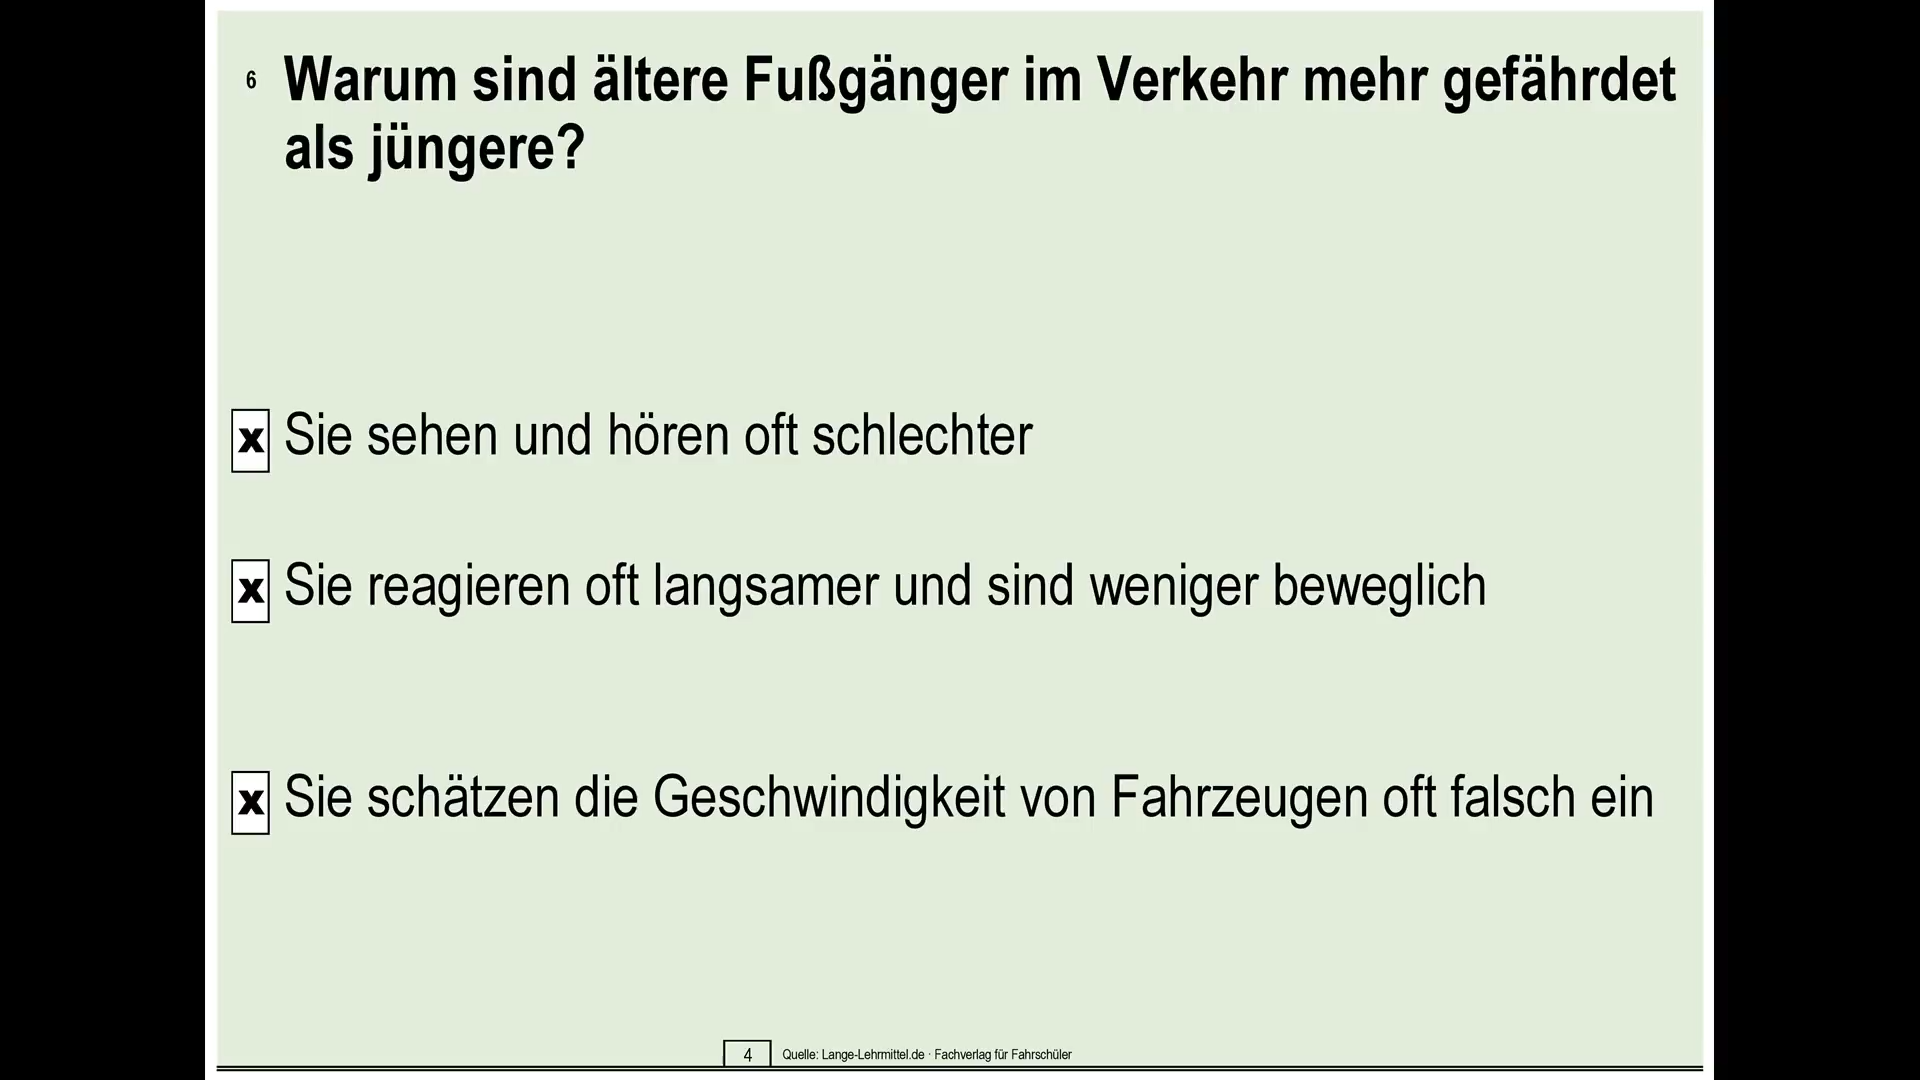 6 Warum sind ältere Fußgänger im Verkehr mehr gefährdet
als jüngere?
x Sie sehen und hören oft schlechter
x Sie reagieren oft langsamer und sind weniger beweglich
x Sie schätzen die Geschwindigkeit von Fahrzeugen oft falsch ein
4 Quelle: Lange-Lehrmittel.de · Fachverlag für Fahrschüler